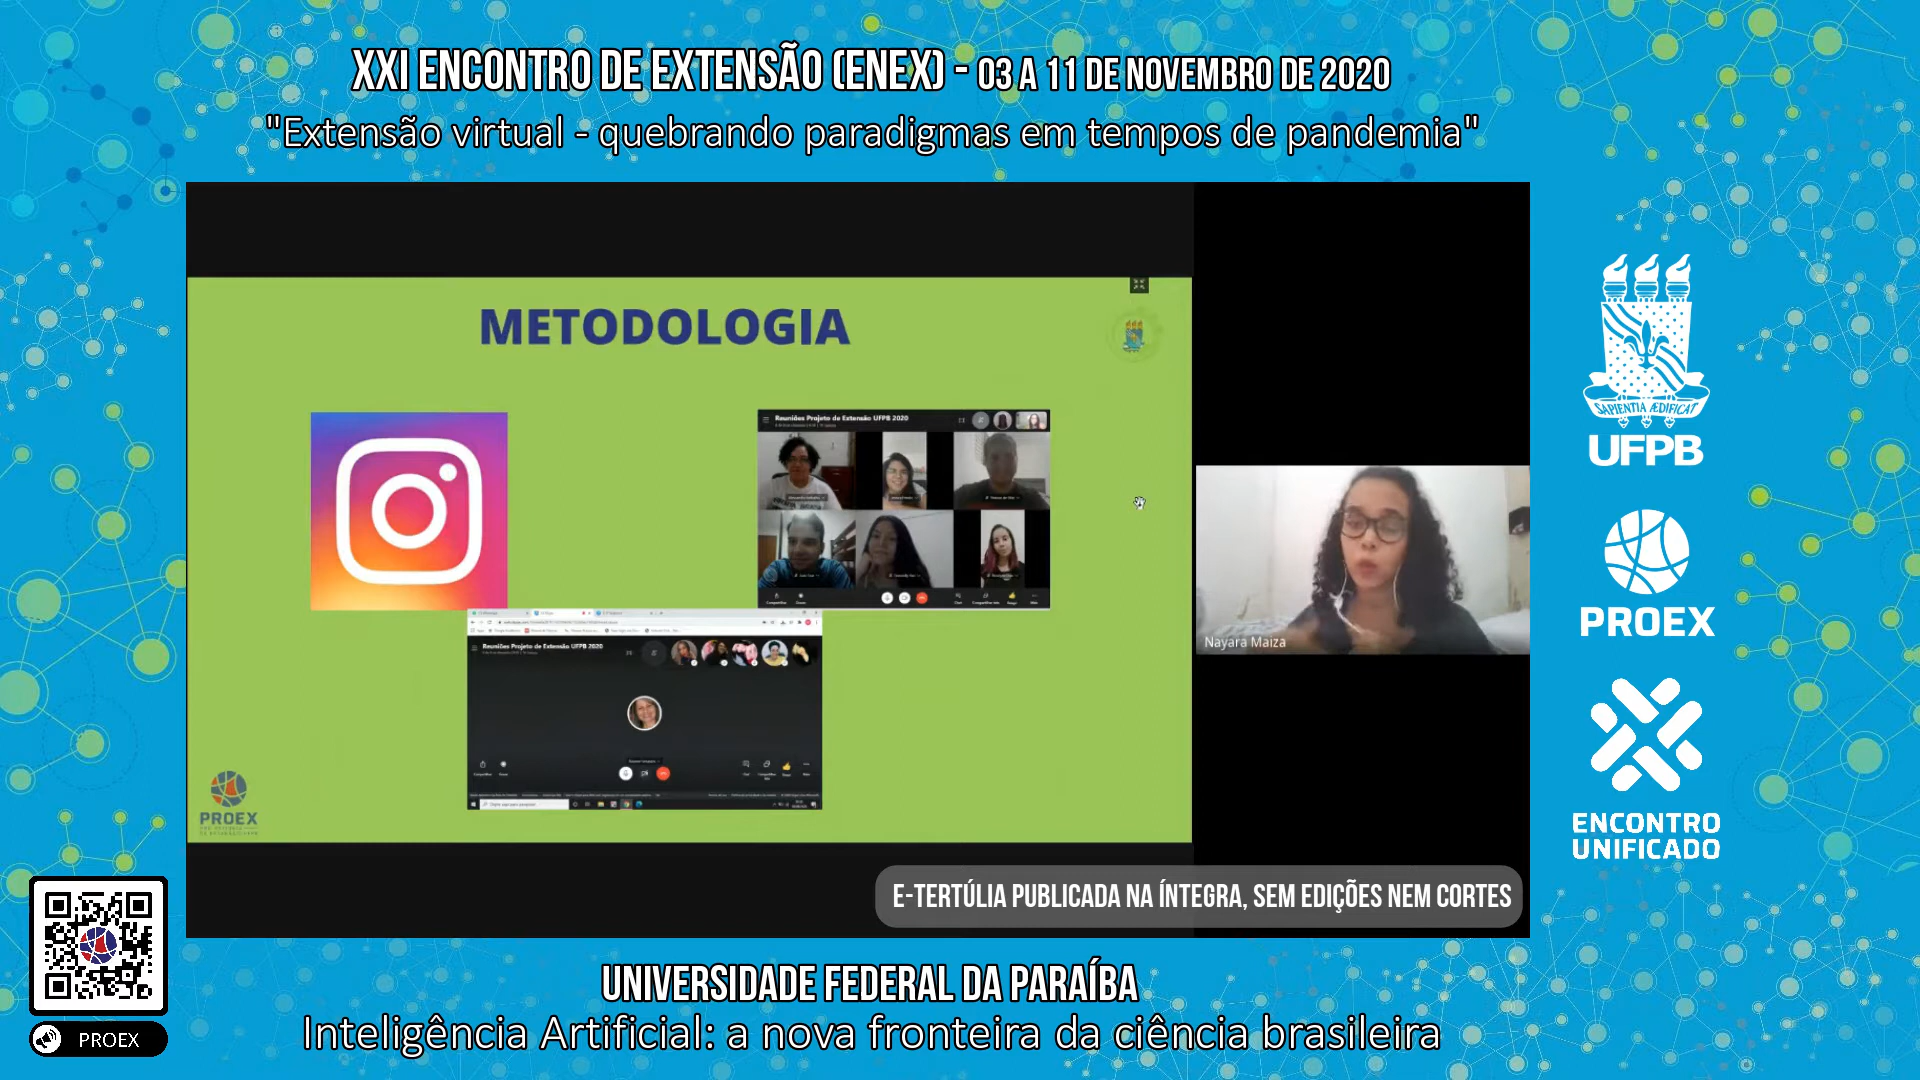 XXI ENCONTRO DE EXTENSÃO (ENEX) - 03 A 11 DE NOVEMBRO DE 2020
"Extensão virtual - quebrando paradigmas em tempos de pandemia"
METODOLOGIA
Reuniões Projeto de Extensão UFPB 2020
Reuniões Projeto de Extensão UFPB 2020
PROEX
Nayara Maiza
SAPIENTIA ÆDIFICAT
UFPB
PROEX
ENCONTRO
UNIFICADO
E-TERTÚLIA PUBLICADA NA ÍNTEGRA, SEM EDIÇÕES NEM CORTES
PROEX
UNIVERSIDADE FEDERAL DA PARAÍBA
Inteligência Artificial: a nova fronteira da ciência brasileira